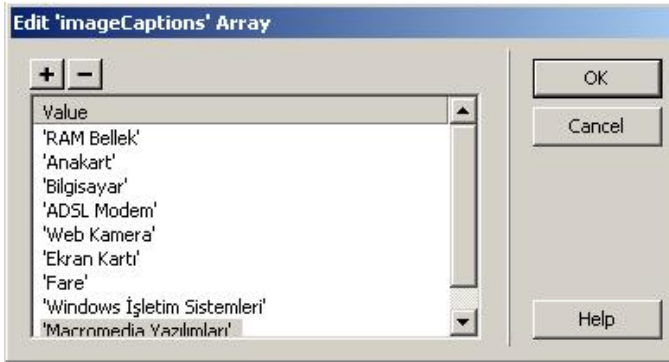 Edit 'imageCaptions' Array
+ −
OK
Value
Cancel
'RAM Bellek'
'Anakart'
'Bilgisayar'
'ADSL Modem'
'Web Kamera'
'Ekran Kartı'
'Fare'
'Windows İşletim Sistemleri'
'Macromedia Yazılımları'
Help